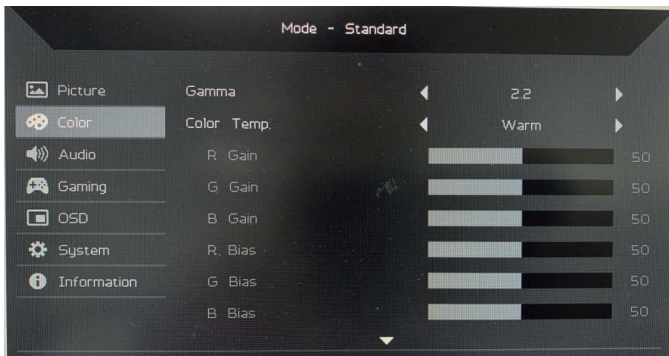 Mode - Standard
Picture
Gamma 2.2
Color
Color Temp. Warm
Audio
R Gain 50
Gaming
G Gain 50
OSD
B Gain 50
System
R. Bias 50
Information
G Bias 50
B Bias 50